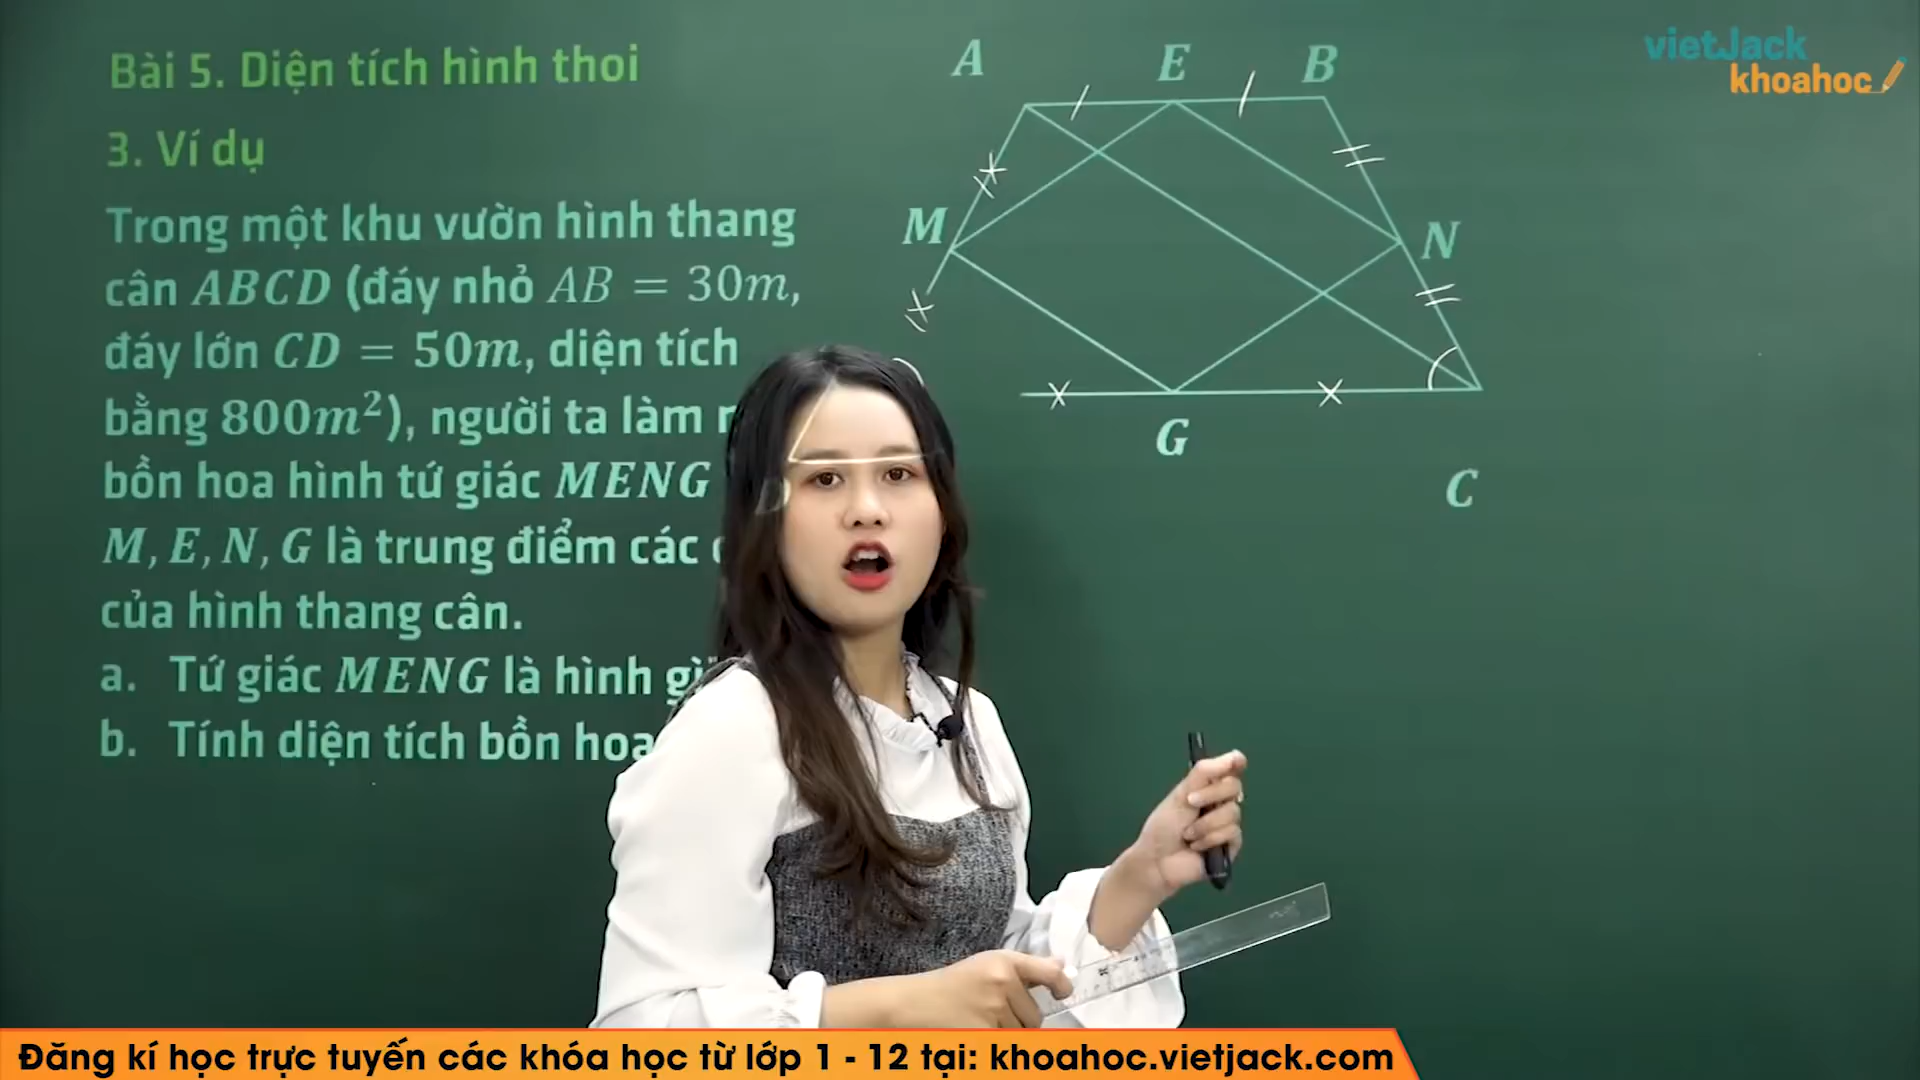 Bài 5. Diện tích hình thoi
3. Ví dụ
Trong một khu vườn hình thang
cân ABCD (đáy nhỏ AB = 30m,
đáy lớn CD = 50m, diện tích
bằng 800m²), người ta làm
bồn hoa hình tứ giác MENG
M, E, N, G là trung điểm các
của hình thang cân.
a. Tứ giác MENG là hình gì
b. Tính diện tích bồn hoa
A
E
B
M
N
G
D
C
vietJack
khoahoc
Đăng kí học trực tuyến các khóa học từ lớp 1 - 12 tại: khoahoc.vietjack.com